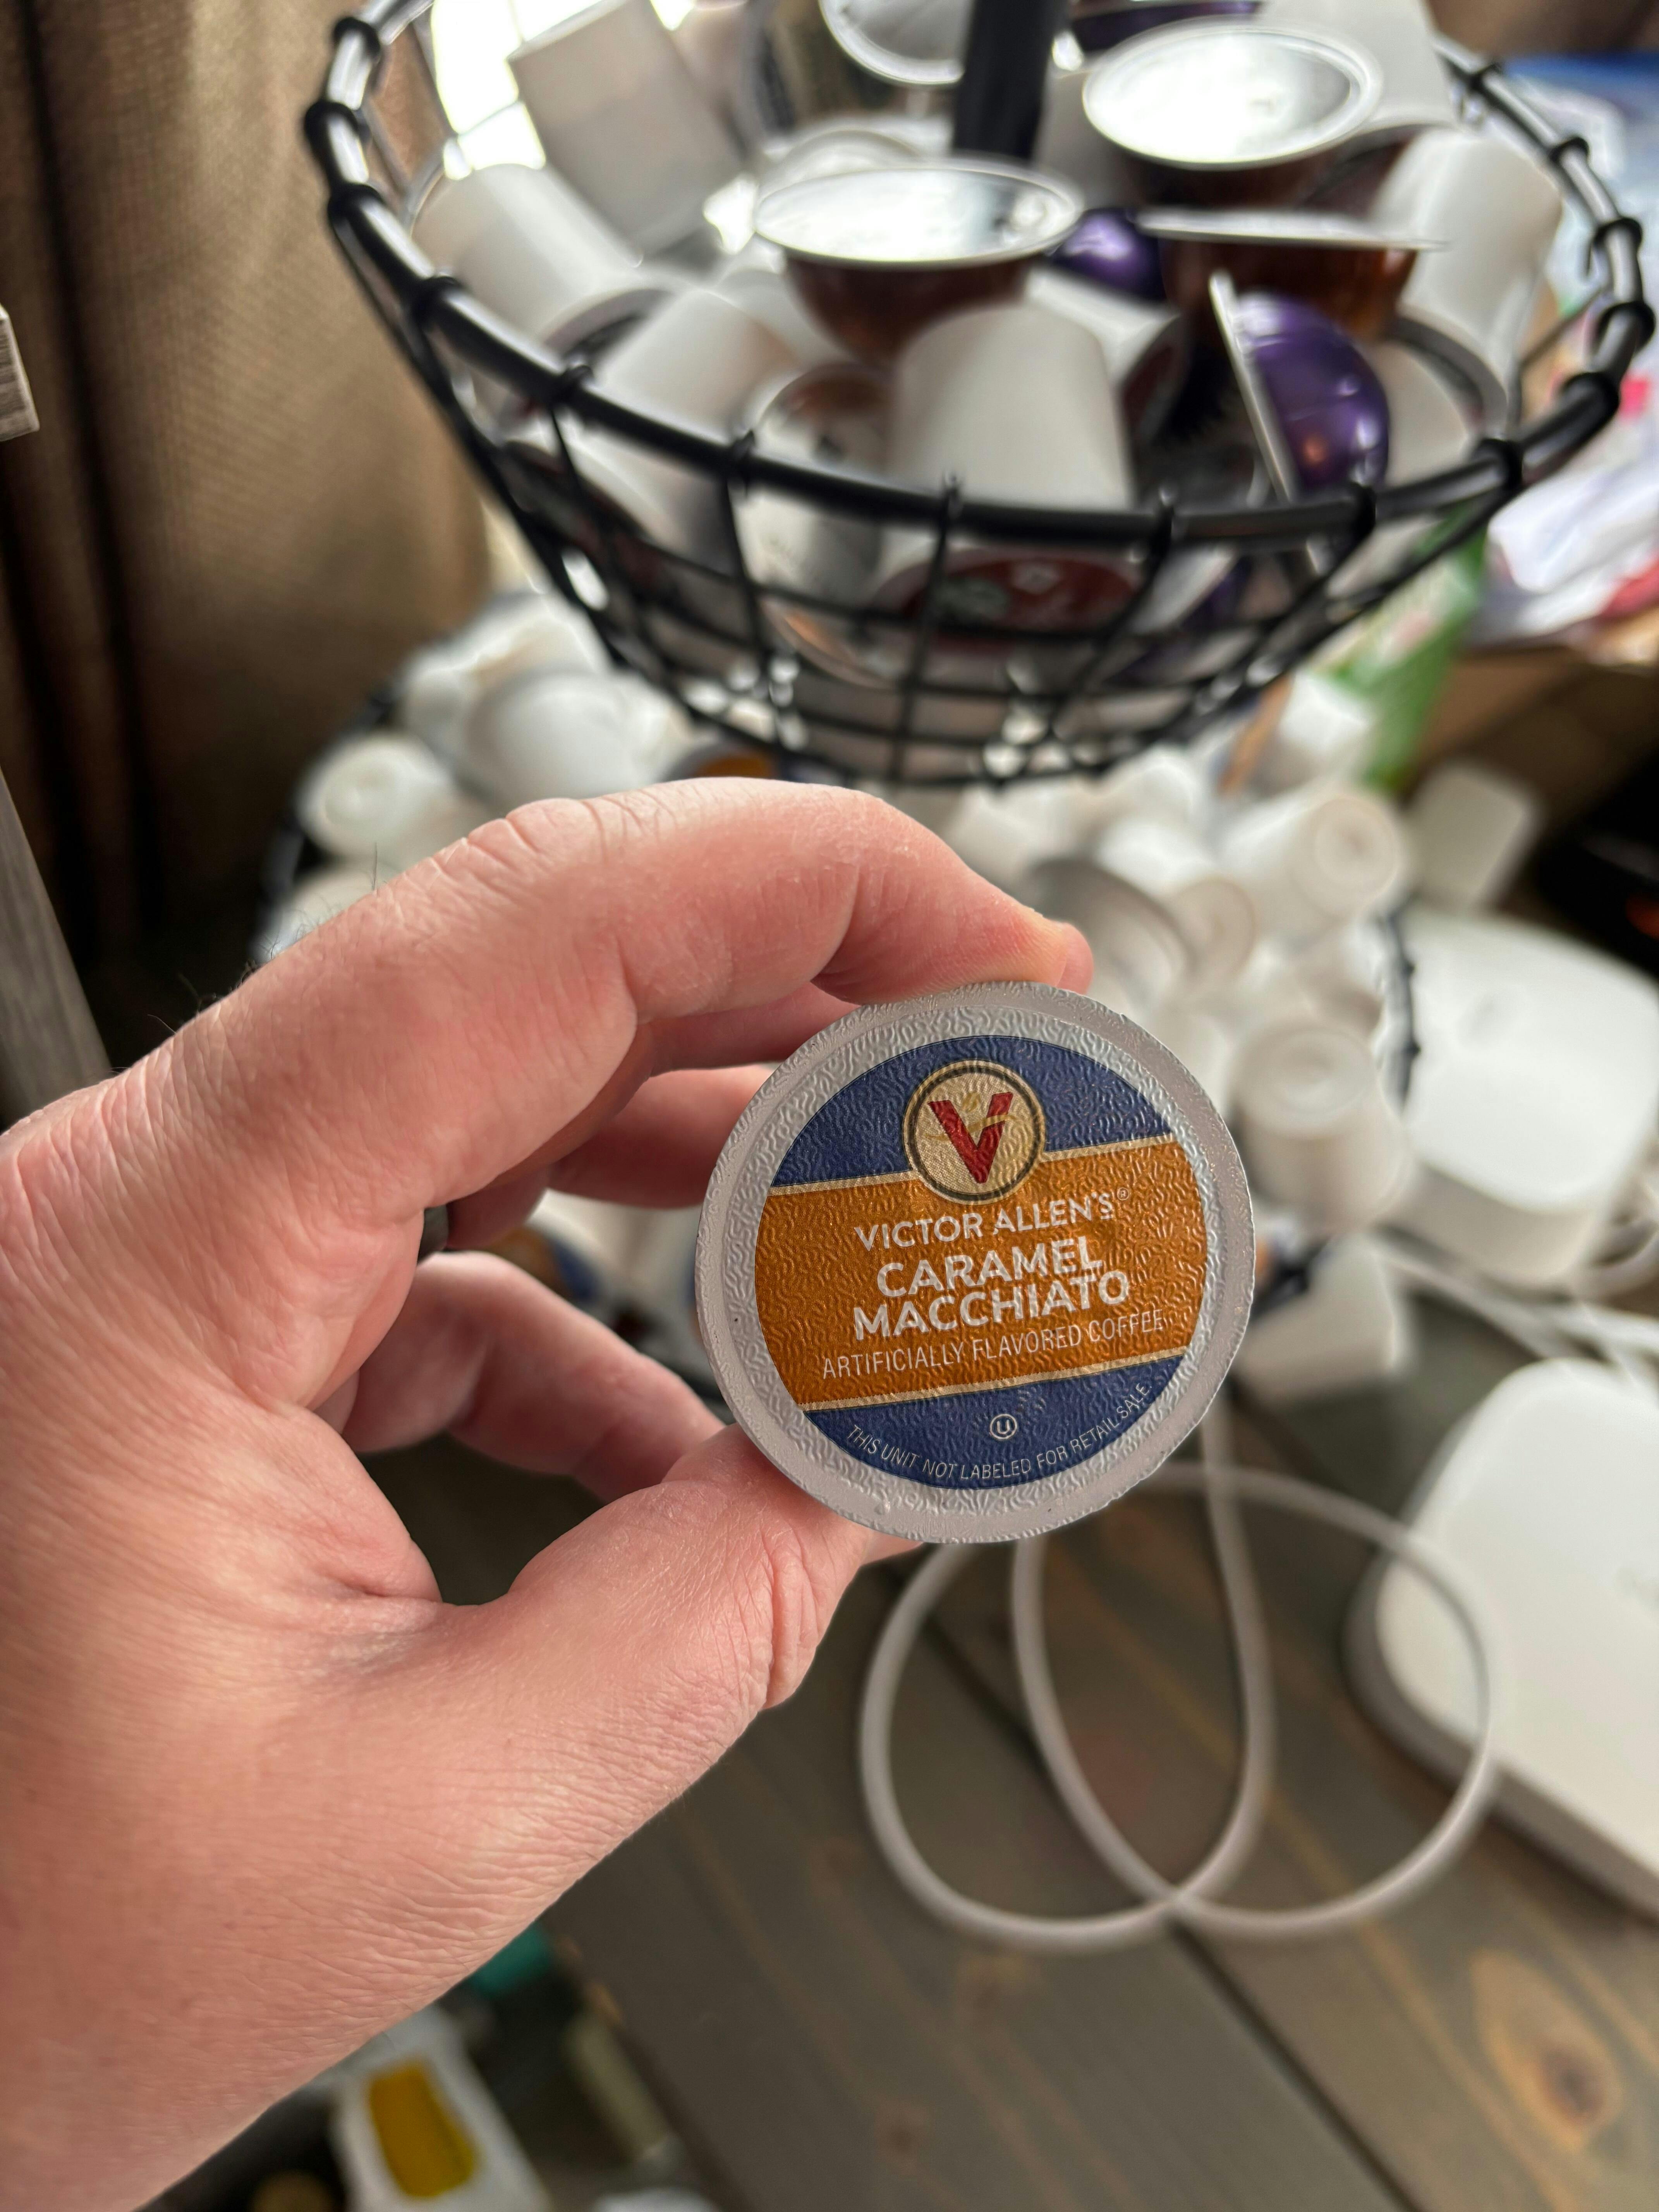 V
VICTOR ALLEN'S®
CARAMEL
MACCHIATO
ARTIFICIALLY FLAVORED COFFEE
U
THIS UNIT NOT LABELED FOR RETAIL SALE